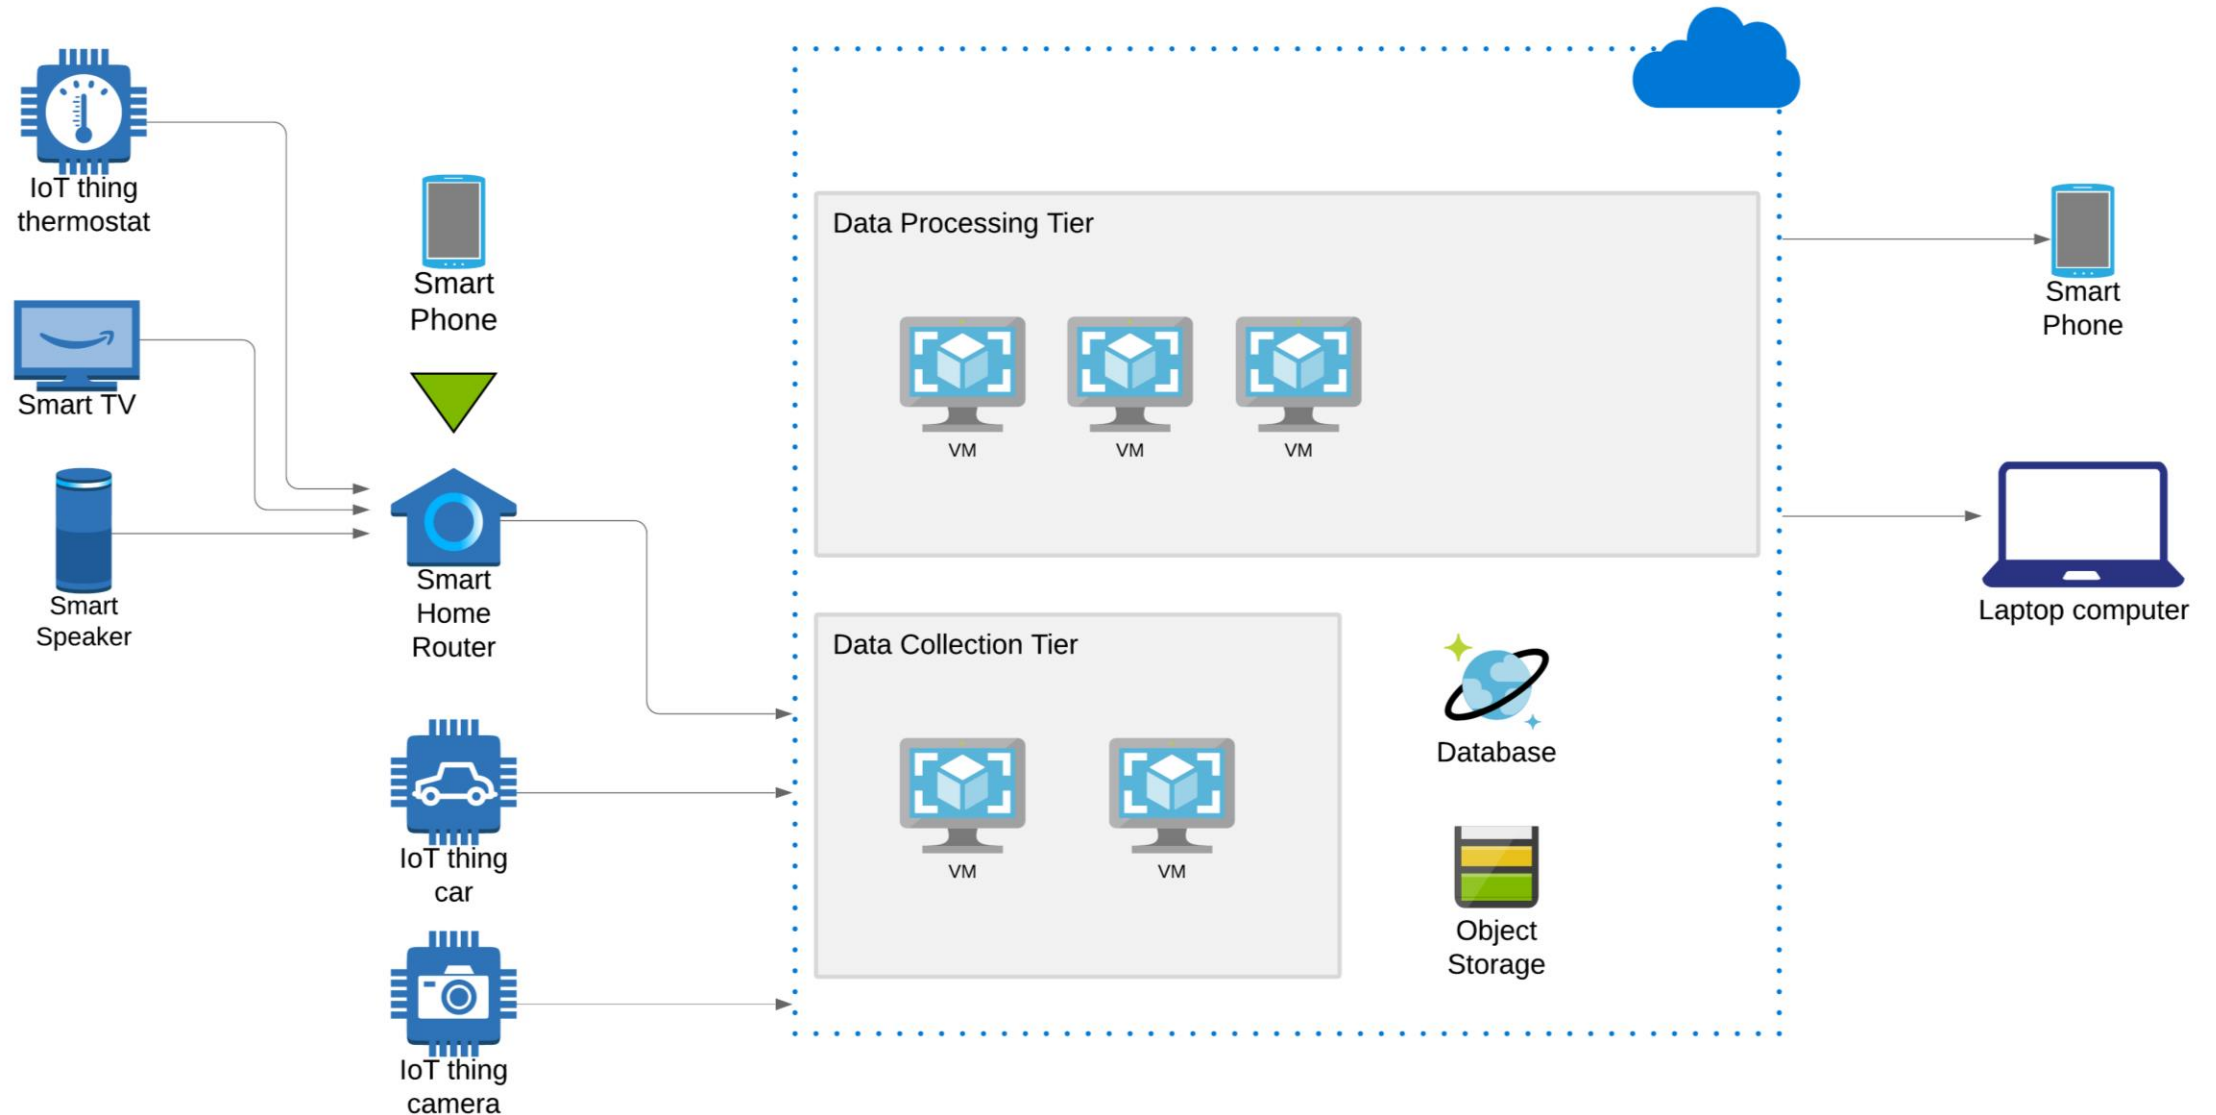 IoT thing
thermostat
Smart TV
Smart
Speaker
Smart
Phone
Smart
Home
Router
IoT thing
car
IoT thing
camera
Data Processing Tier
VM
VM
VM
Data Collection Tier
VM
VM
Database
Object
Storage
Smart
Phone
Laptop computer